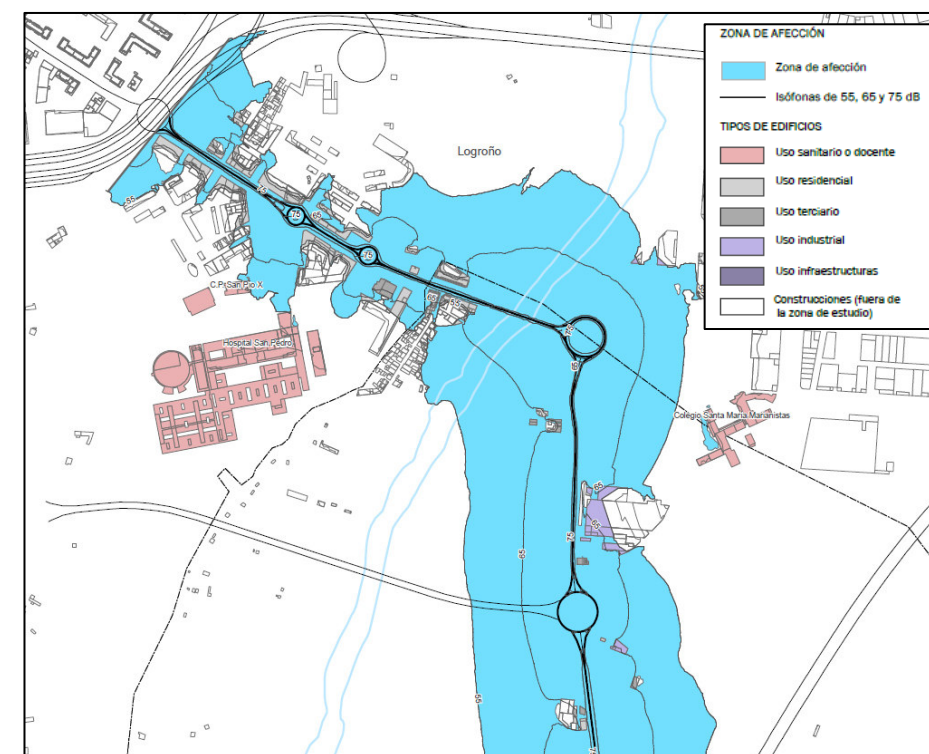 ZONA DE AFECCIÓN
Zona de afección
Isófonas de 55, 65 y 75 dB
TIPOS DE EDIFICIOS
Uso sanitario o docente
Uso residencial
Uso terciario
Uso industrial
Uso infraestructuras
Construcciones (fuera de
la zona de estudio)
Logroño
55
75
75
65
75
C.P. San Pío X
65
55
Hospital San Pedro
Colegio Santa María Marianistas
65
65
75
65
55